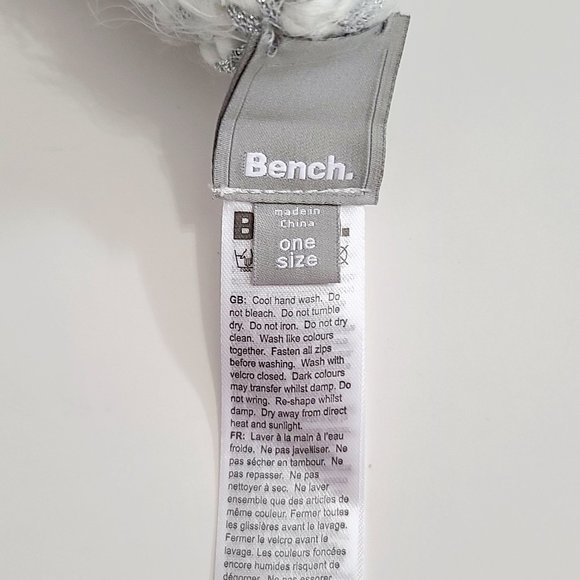 Bench.
made in
China
B
one
size
GB: Cool hand wash. Do
not bleach. Do not tumble
dry. Do not iron. Do not dry
clean. Wash like colours
together. Fasten all zips
before washing. Wash with
velcro closed. Dark colours
may transfer whilst damp. Do
not wring. Re-shape whilst
damp. Dry away from direct
heat and sunlight.
FR: Laver à la main à l'eau
froide. Ne pas javelliser. Ne
pas sécher en tambour. Ne
pas repasser. Ne pas
nettoyer à sec. Ne laver
ensemble que des articles de
même couleur. Fermer toutes
les glissières avant le lavage.
Fermer le velcro avant le
lavage. Les couleurs foncées
encore humides risquent de
dégorger. Ne pas essorer